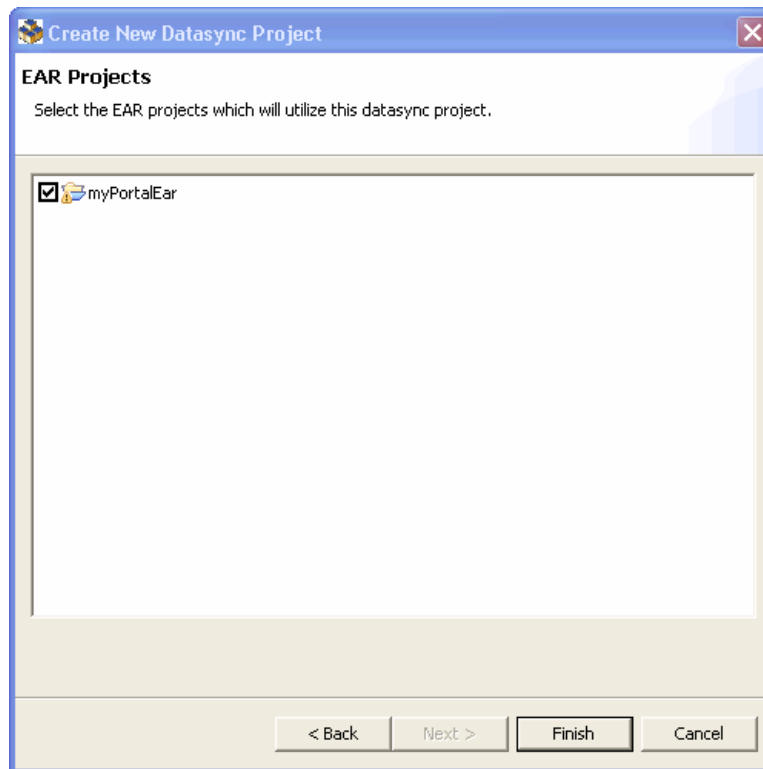 Create New Datasync Project
EAR Projects
Select the EAR projects which will utilize this datasync project.
myPortalEar
< Back Next > Finish Cancel